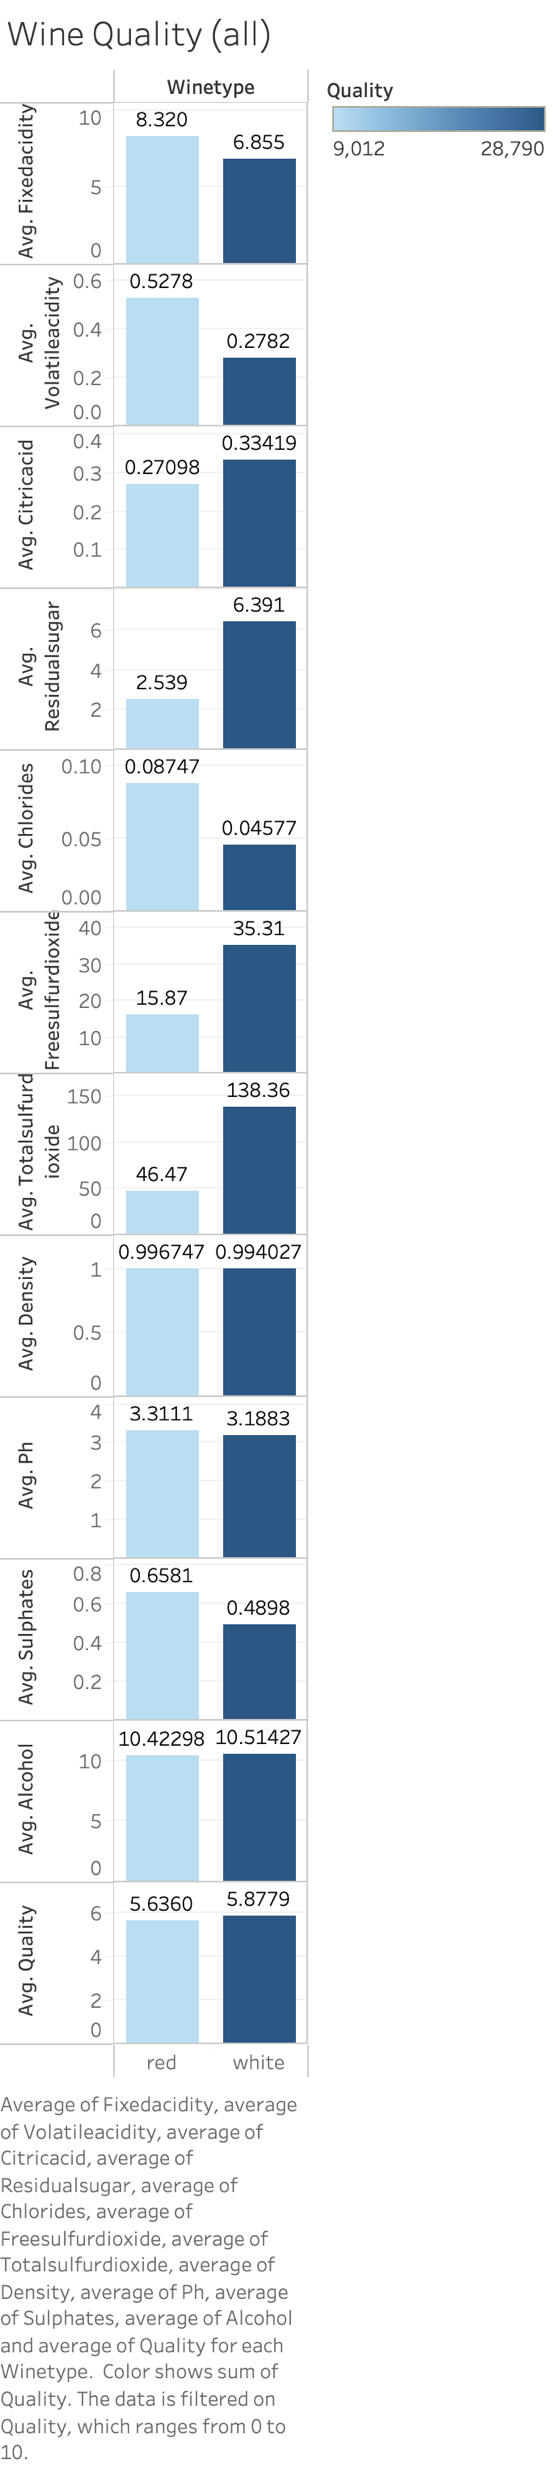 Wine Quality (all)
Winetype
Quality
9,012 28,790
Avg. Fixedacidity
10
5
0
8.320
6.855
Avg.
Volatileacidity
0.6
0.4
0.2
0.0
0.5278
0.2782
Avg. Citricacid
0.4
0.3
0.2
0.1
0.27098
0.33419
Avg.
Residualsugar
6
4
2
2.539
6.391
Avg. Chlorides
0.10
0.05
0.00
0.08747
0.04577
Avg.
Freesulfurdioxide
40
30
20
10
15.87
35.31
Avg. Totalsulfurd
ioxide
150
100
50
0
46.47
138.36
Avg. Density
1
0.5
0
0.996747
0.994027
Avg. Ph
4
3
2
1
3.3111
3.1883
Avg. Sulphates
0.8
0.6
0.4
0.2
0.6581
0.4898
Avg. Alcohol
10
5
0
10.42298
10.51427
Avg. Quality
6
4
2
0
5.6360
5.8779
red white
Average of Fixedacidity, average
of Volatileacidity, average of
Citricacid, average of
Residualsugar, average of
Chlorides, average of
Freesulfurdioxide, average of
Totalsulfurdioxide, average of
Density, average of Ph, average
of Sulphates, average of Alcohol
and average of Quality for each
Winetype.  Color shows sum of
Quality. The data is filtered on
Quality, which ranges from 0 to
10.